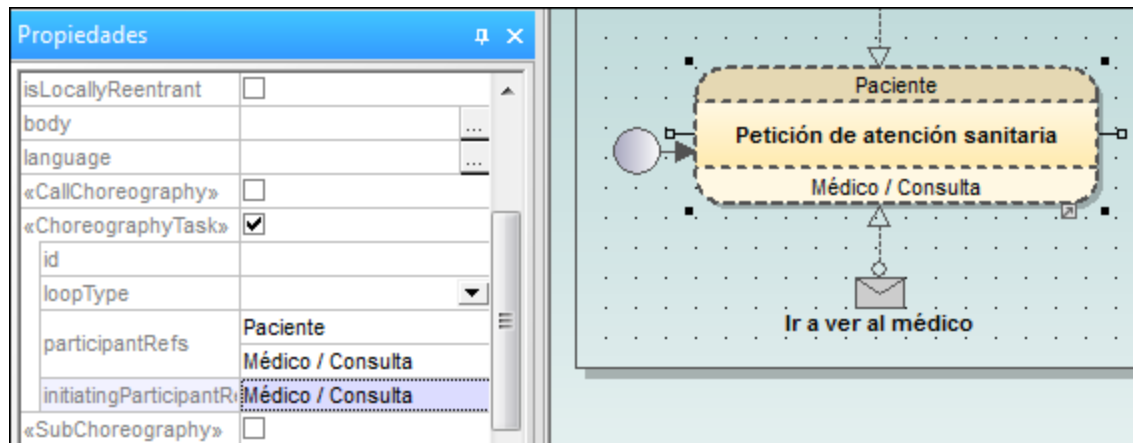 Propiedades
isLocallyReentrant
body
...
language
...
«CallChoreography»
«ChoreographyTask»
id
loopType
participantRefs
Paciente
Médico / Consulta
initiatingParticipantR
Médico / Consulta
«SubChoreography»
Paciente
Petición de atención sanitaria
Médico / Consulta
Ir a ver al médico